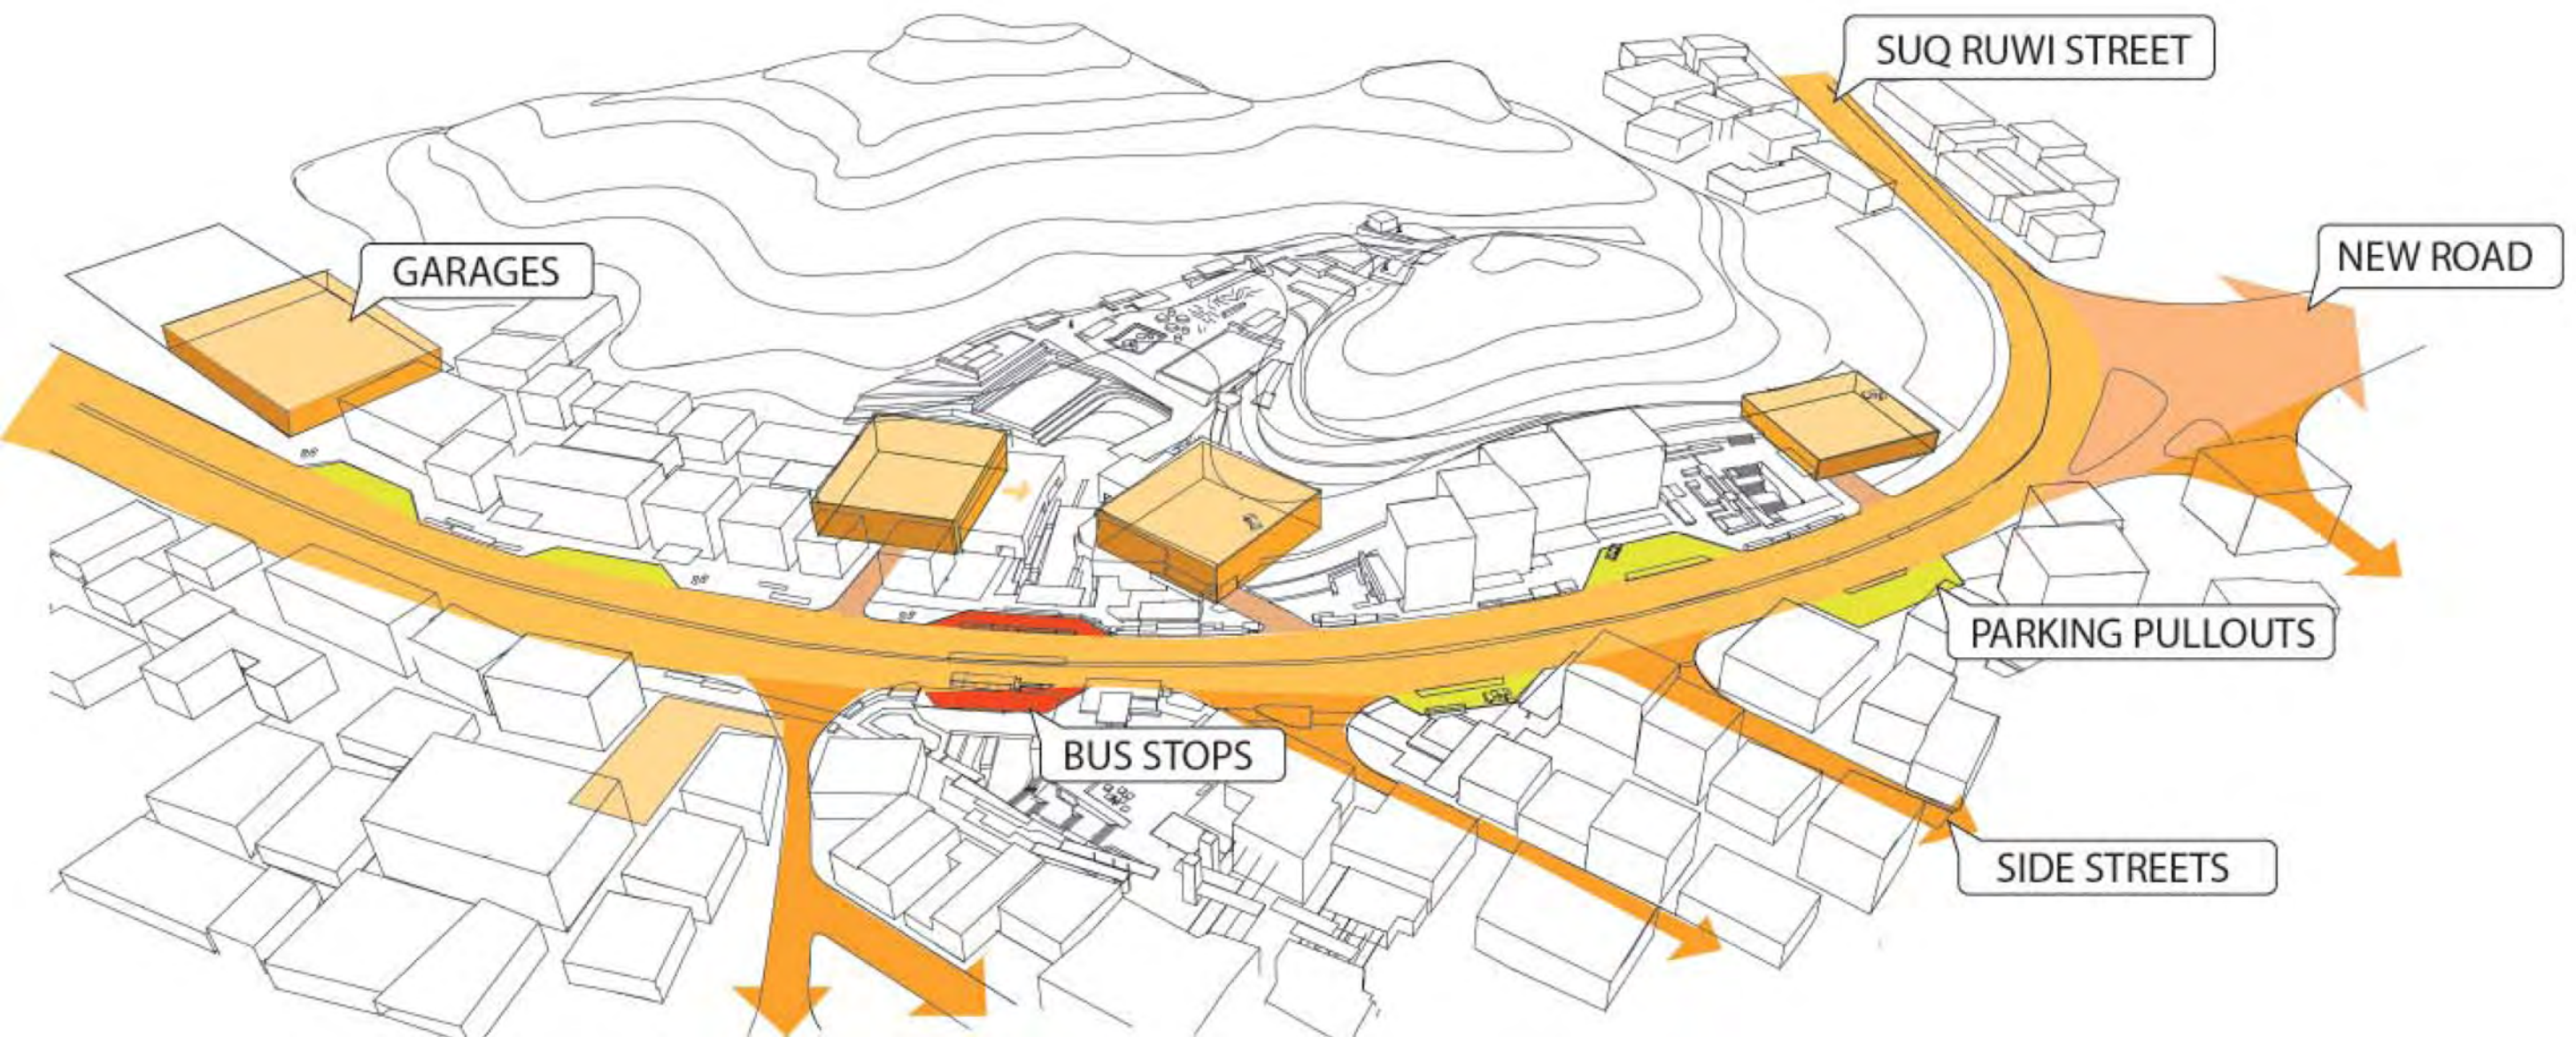 SUQ RUWI STREET
NEW ROAD
GARAGES
PARKING PULLOUTS
BUS STOPS
SIDE STREETS